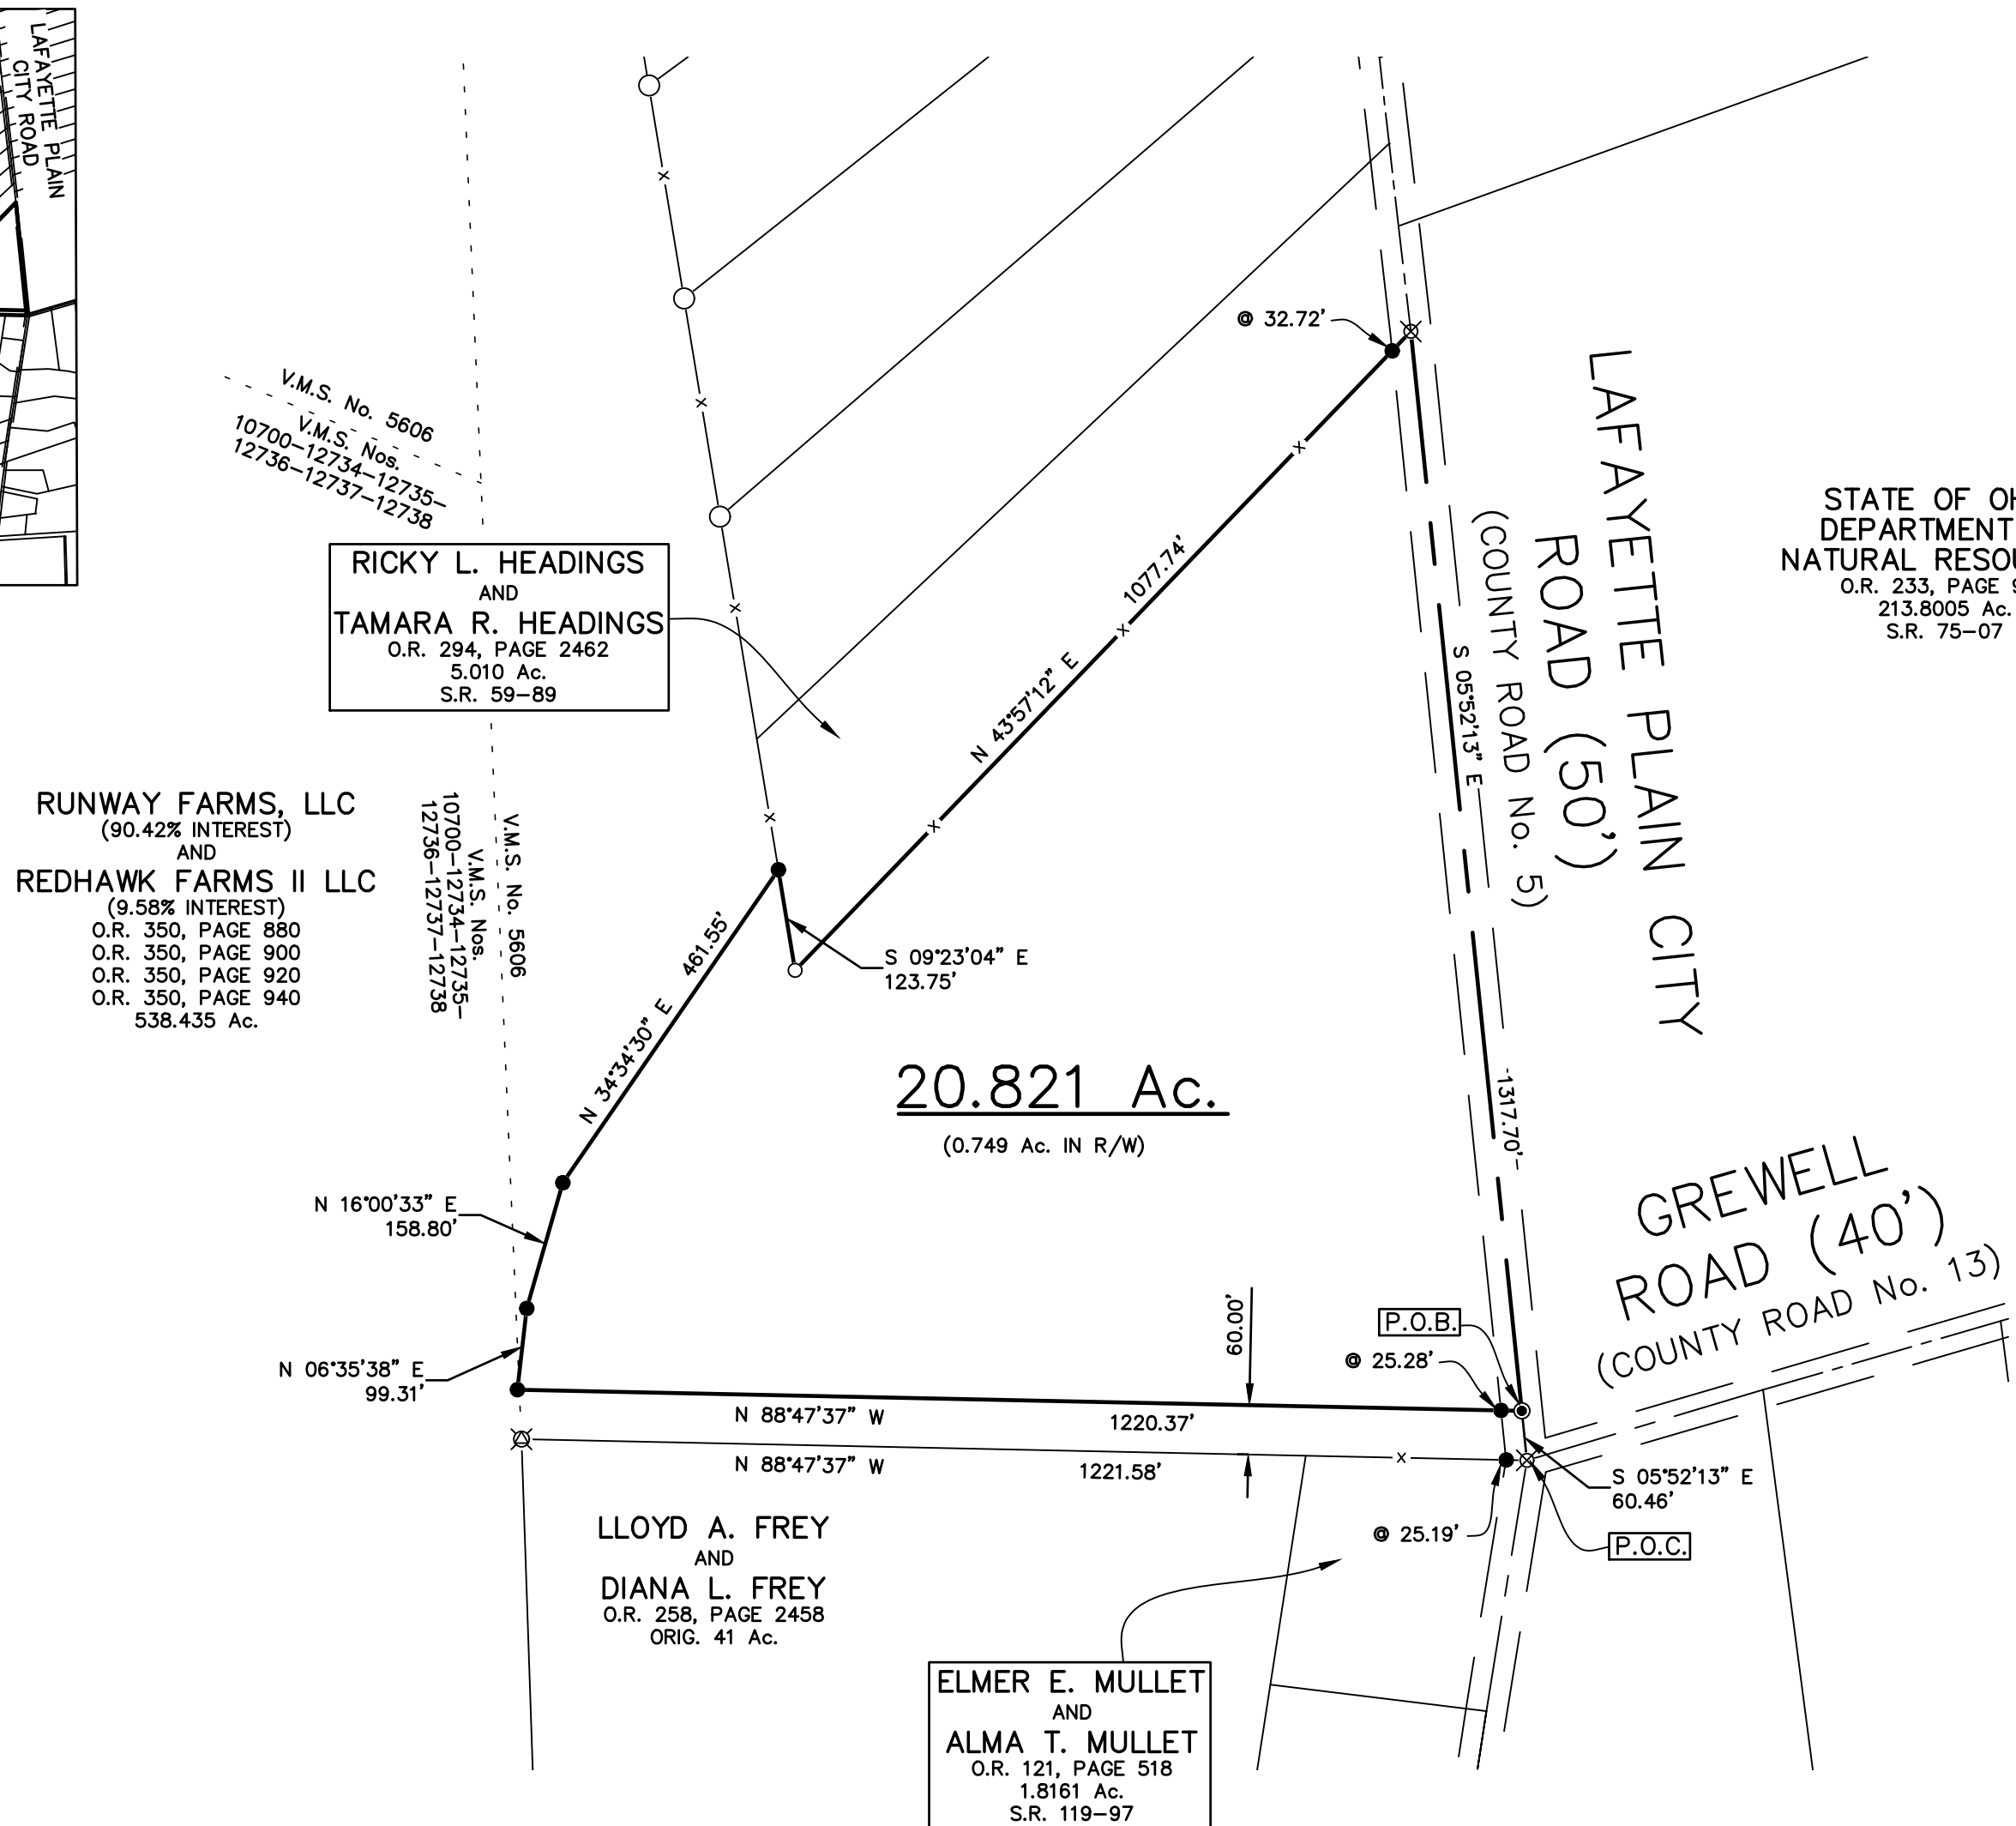 LAFAYETTE PLAIN
CITY ROAD
V.M.S. No. 5606
V.M.S. Nos.
10700-12734-12735-
12736-12737-12738
RICKY L. HEADINGS
AND
TAMARA R. HEADINGS
O.R. 294, PAGE 2462
5.010 Ac.
S.R. 59-89
RUNWAY FARMS, LLC
(90.42% INTEREST)
AND
REDHAWK FARMS II LLC
(9.58% INTEREST)
O.R. 350, PAGE 880
O.R. 350, PAGE 900
O.R. 350, PAGE 920
O.R. 350, PAGE 940
538.435 Ac.
V.M.S. No. 5606
V.M.S. Nos.
10700-12734-12735-
12736-12737-12738
@ 32.72'
N 43°57'12" E 1077.74'
S 05°52'13" E 1317.70'
LAFAYETTE PLAIN CITY
ROAD (50')
(COUNTY ROAD No. 5)
STATE OF
DEPARTMENT
NATURAL
O.R. 233, PAGE
213.8005 Ac.
S.R. 75-07
N 34°34'30" E 461.55'
S 09°23'04" E
123.75'
20.821 Ac.
(0.749 Ac. IN R/W)
N 16°00'33" E
158.80'
N 06°35'38" E
99.31'
N 88°47'37" W 1220.37'
60.00'
P.O.B.
@ 25.28'
GREWELL
ROAD (40')
(COUNTY ROAD No. 13)
N 88°47'37" W 1221.58'
S 05°52'13" E
60.46'
@ 25.19'
P.O.C.
LLOYD A. FREY
AND
DIANA L. FREY
O.R. 258, PAGE 2458
ORIG. 41 Ac.
ELMER E. MULLET
AND
ALMA T. MULLET
O.R. 121, PAGE 518
1.8161 Ac.
S.R. 119-97